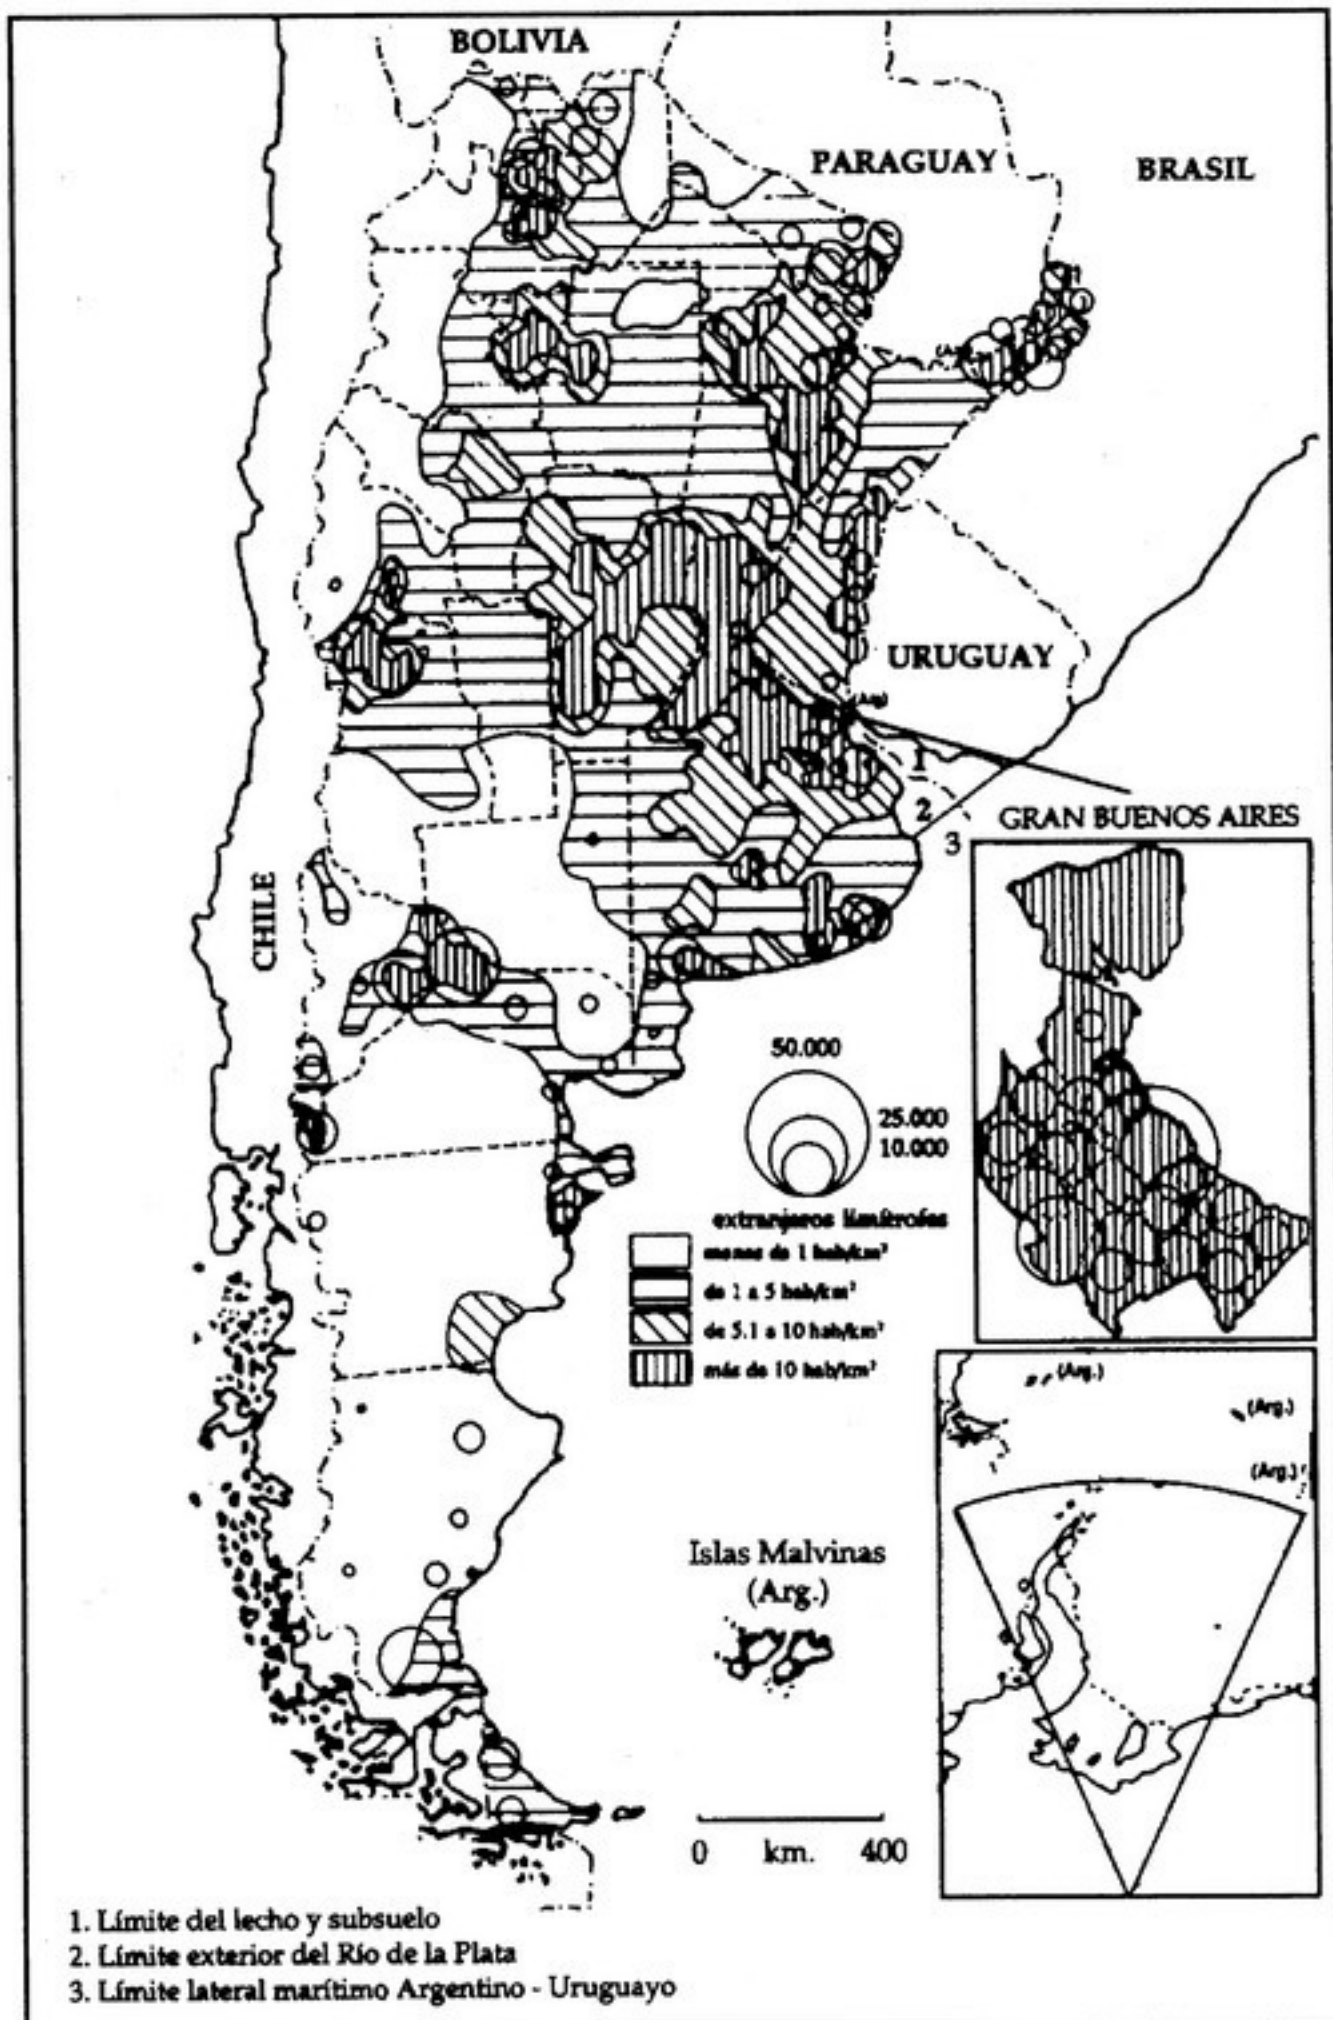 BOLIVIA
PARAGUAY
BRASIL
(Arg.)
URUGUAY
(Arg)
1
2
3
GRAN BUENOS AIRES
CHILE
50.000
25.000
10.000
extranjeros limítrofes
menos de 1 hab/km²
de 1 a 5 hab/km²
de 5.1 a 10 hab/km²
más de 10 hab/km²
(Arg.)
(Arg.)
(Arg.)
Islas Malvinas
(Arg.)
0 km. 400
1. Límite del lecho y subsuelo
2. Límite exterior del Río de la Plata
3. Límite lateral marítimo Argentino - Uruguayo